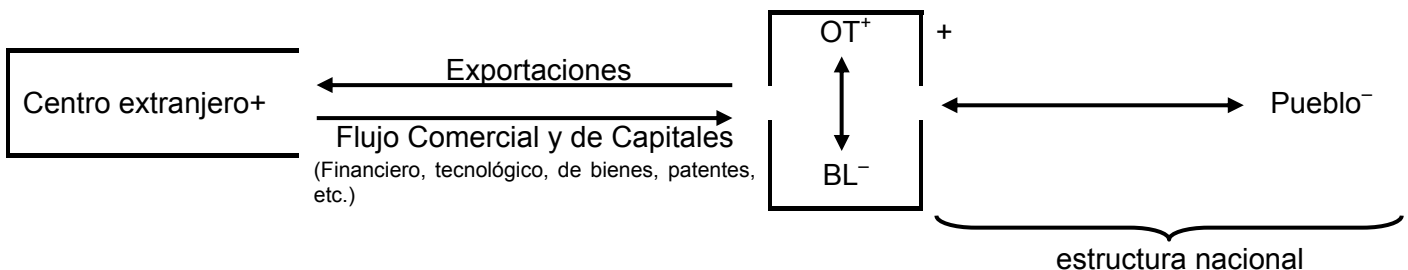 OT⁺ +
Exportaciones
Centro extranjero+
Pueblo⁻
Flujo Comercial y de Capitales
(Financiero, tecnológico, de bienes, patentes,
etc.)
BL⁻
estructura nacional